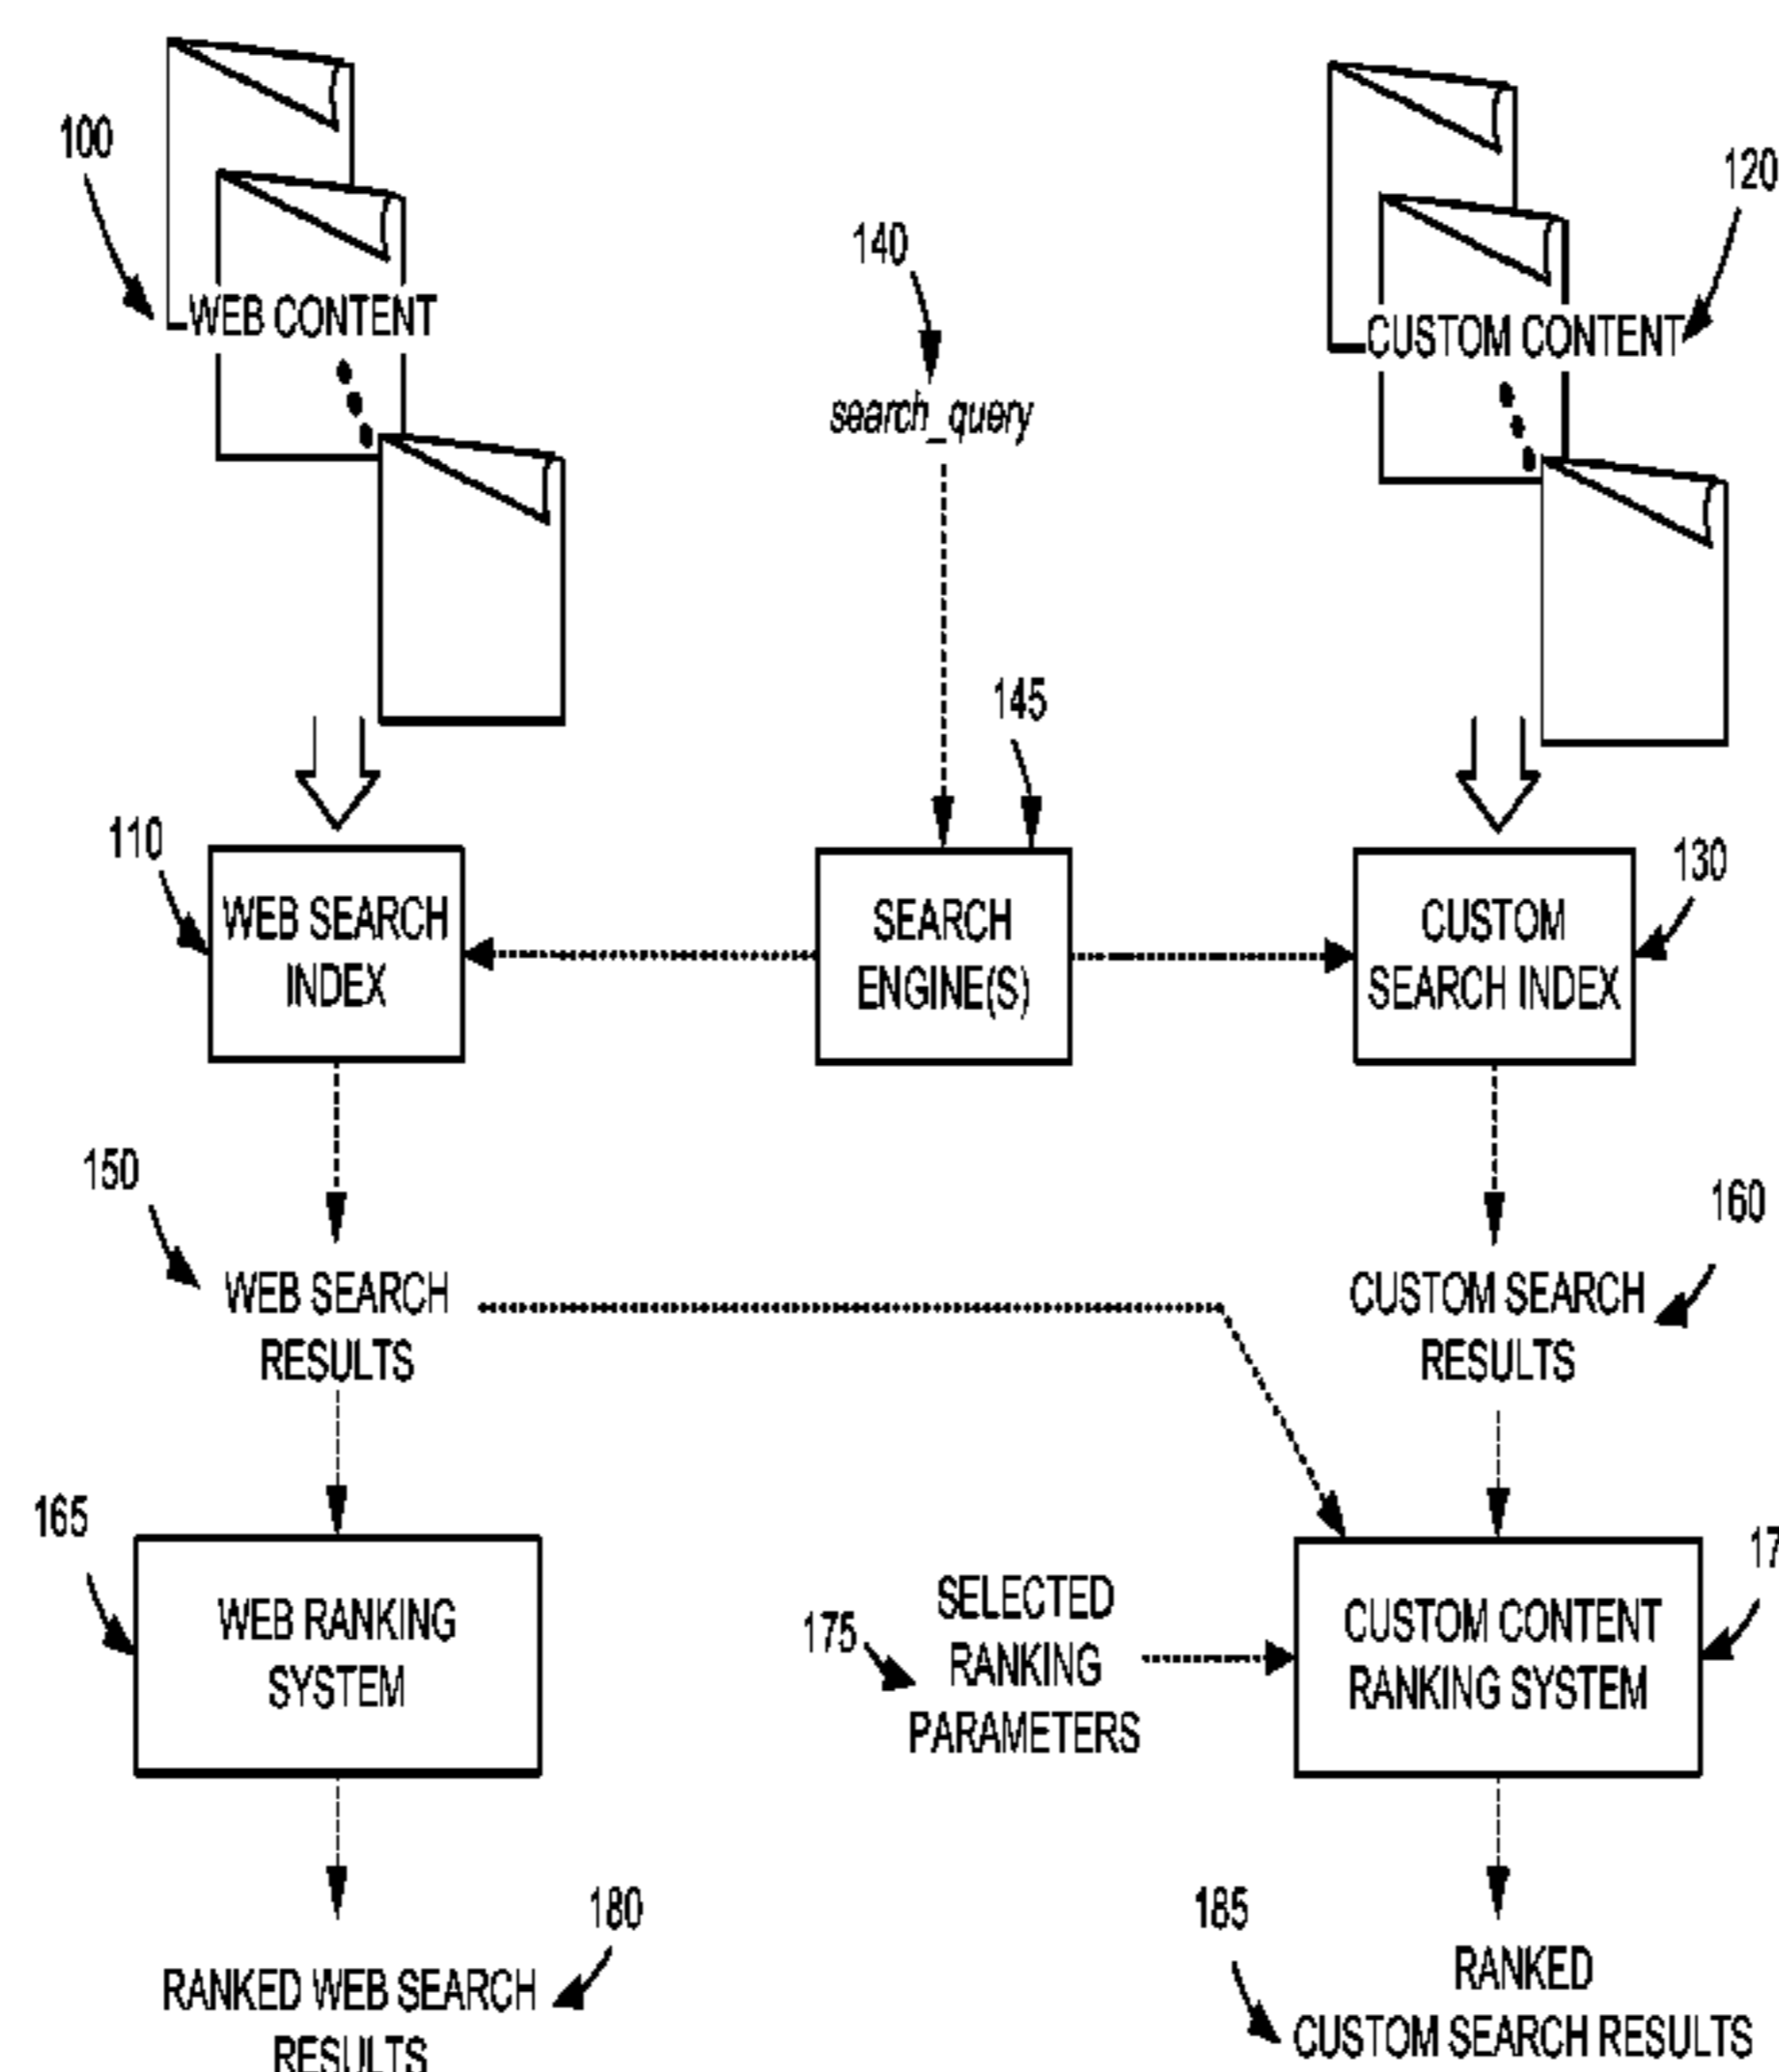 100
WEB CONTENT
140
search_query
120
CUSTOM CONTENT
145
110
WEB SEARCH
INDEX
SEARCH
ENGINE(S)
130
CUSTOM
SEARCH INDEX
150
WEB SEARCH
RESULTS
160
CUSTOM SEARCH
RESULTS
165
WEB RANKING
SYSTEM
175
SELECTED
RANKING
PARAMETERS
17
CUSTOM CONTENT
RANKING SYSTEM
180
RANKED WEB SEARCH
RESULTS
185
RANKED
CUSTOM SEARCH RESULTS